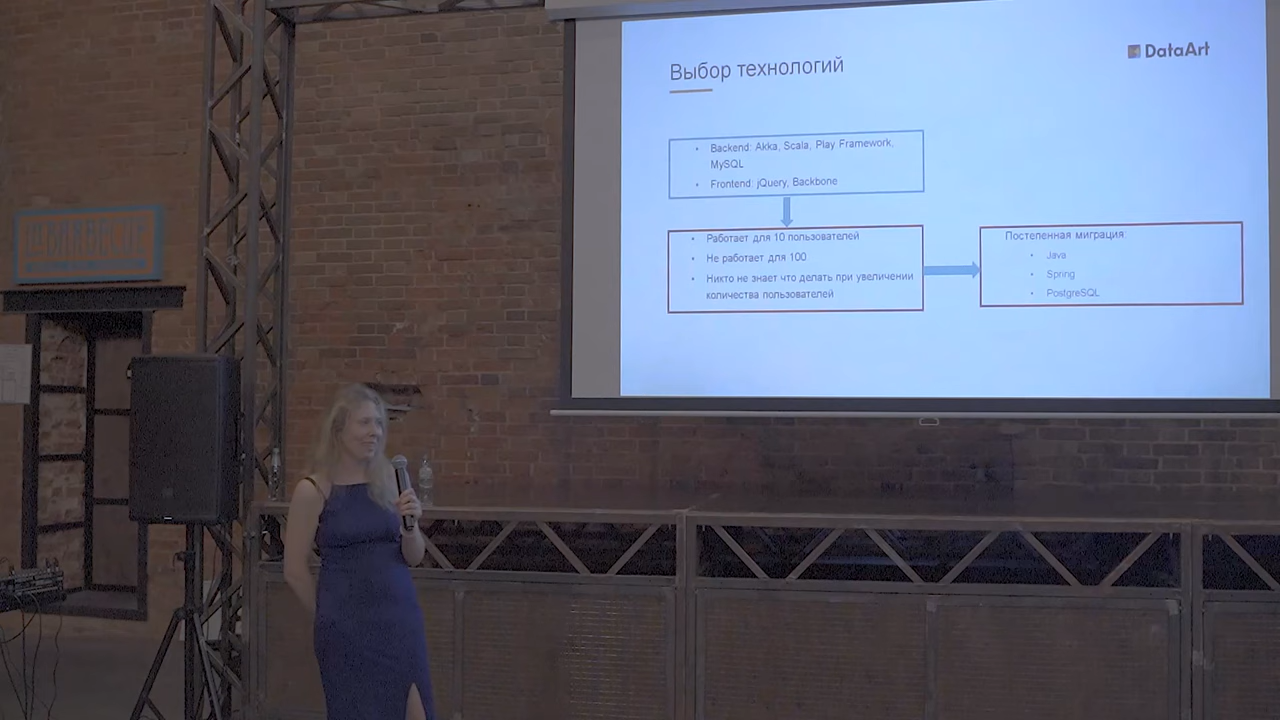 Выбор технологий
DataArt
• Backend: Akka, Scala, Play Framework,
MySQL
• Frontend: jQuery, Backbone
• Работает для 10 пользователей
• Не работает для 100
• Никто не знает что делать при увеличении
количества пользователей
Постепенная миграция:
• Java
• Spring
• PostgreSQL